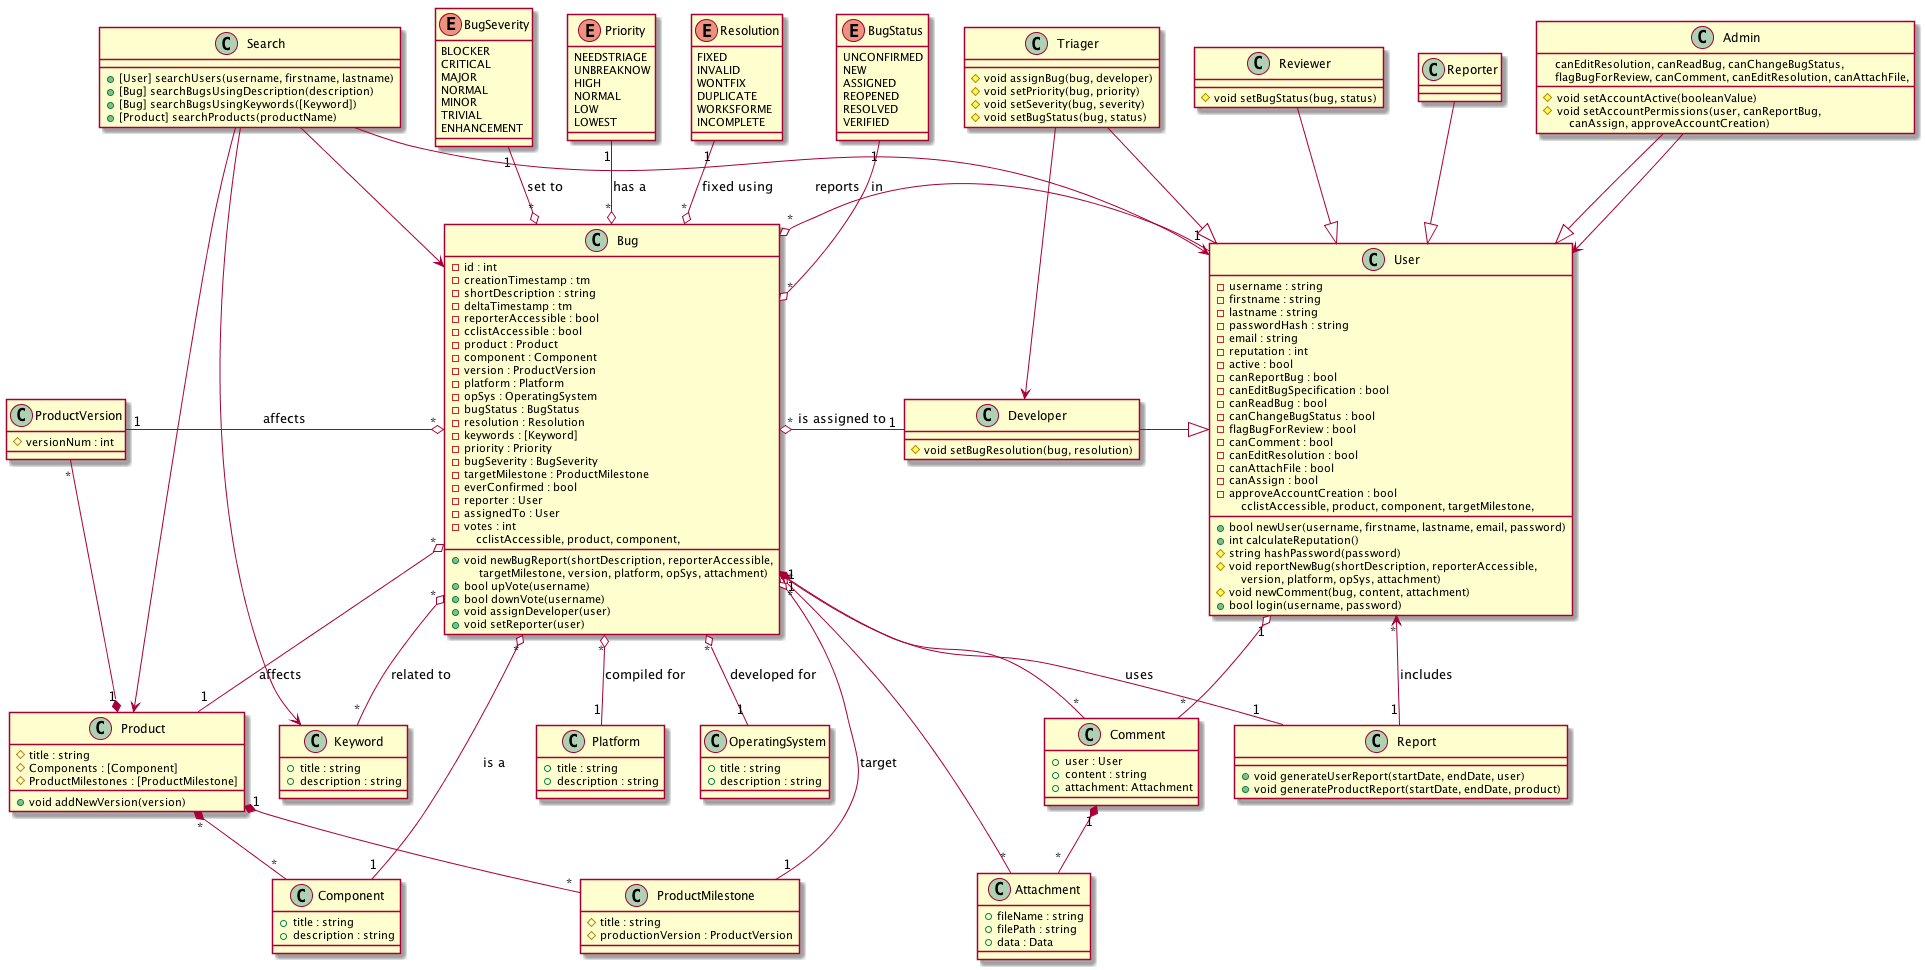 Search
[User] searchUsers(username, firstname, lastname)
[Bug] searchBugsUsingDescription(description)
[Bug] searchBugsUsingKeywords([Keyword])
[Product] searchProducts(productName)
E BugSeverity
BLOCKER
CRITICAL
MAJOR
NORMAL
MINOR
TRIVIAL
ENHANCEMENT
E Priority
NEEDSTRIAGE
UNBREAKNOW
HIGH
NORMAL
LOW
LOWEST
E Resolution
FIXED
INVALID
WONTFIX
DUPLICATE
WORKSFORME
INCOMPLETE
E BugStatus
UNCONFIRMED
NEW
ASSIGNED
REOPENED
RESOLVED
VERIFIED
C Triager
void assignBug(bug, developer)
void setPriority(bug, priority)
void setSeverity(bug, severity)
void setBugStatus(bug, status)
C Reviewer
void setBugStatus(bug, status)
C Reporter
C Admin
canEditResolution, canReadBug, canChangeBugStatus,
flagBugForReview, canComment, canEditResolution, canAttachFile,
void setAccountActive(booleanValue)
void setAccountPermissions(user, canReportBug,
canAssign, approveAccountCreation)
1 1 1 1
set to has a fixed using reports in
* * * * 1
C Bug
id : int
creationTimestamp : tm
shortDescription : string
deltaTimestamp : tm
reporterAccessible : bool
cclistAccessible : bool
product : Product
component : Component
version : ProductVersion
platform : Platform
opSys : OperatingSystem
bugStatus : BugStatus
resolution : Resolution
keywords : [Keyword]
priority : Priority
bugSeverity : BugSeverity
targetMilestone : ProductMilestone
everConfirmed : bool
reporter : User
assignedTo : User
votes : int
cclistAccessible, product, component,
void newBugReport(shortDescription, reporterAccessible,
targetMilestone, version, platform, opSys, attachment)
bool upVote(username)
bool downVote(username)
void assignDeveloper(user)
void setReporter(user)
*
C User
username : string
firstname : string
lastname : string
passwordHash : string
email : string
reputation : int
active : bool
canReportBug : bool
canEditBugSpecification : bool
canReadBug : bool
canChangeBugStatus : bool
flagBugForReview : bool
canComment : bool
canEditResolution : bool
canAttachFile : bool
canAssign : bool
approveAccountCreation : bool
cclistAccessible, product, component, targetMilestone,
bool newUser(username, firstname, lastname, email, password)
int calculateReputation()
string hashPassword(password)
void reportNewBug(shortDescription, reporterAccessible,
version, platform, opSys, attachment)
void newComment(bug, content, attachment)
bool login(username, password)
C ProductVersion
versionNum : int
1 affects *
* is assigned to 1
C Developer
void setBugResolution(bug, resolution)
*
*
*
1
1
*
* * * 1 *
affects related to compiled for developed for uses includes
1 1 * 1 1 * * 1 1
C Product
title : string
Components : [Component]
ProductMilestones : [ProductMilestone]
void addNewVersion(version)
C Keyword
title : string
description : string
is a
C Platform
title : string
description : string
C OperatingSystem
title : string
description : string
target
C Comment
user : User
content : string
attachment: Attachment
C Report
void generateUserReport(startDate, endDate, user)
void generateProductReport(startDate, endDate, product)
* 1 1
* 1 * 1 * *
C Component
title : string
description : string
C ProductMilestone
title : string
productionVersion : ProductVersion
C Attachment
fileName : string
filePath : string
data : Data